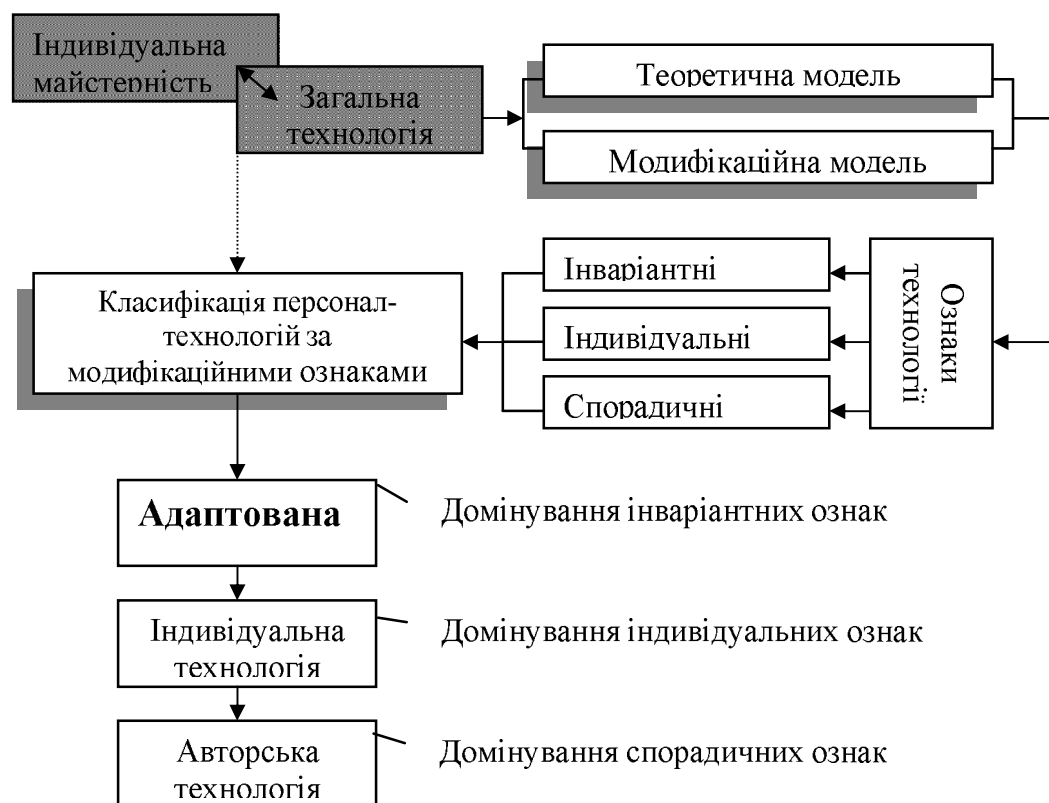 Індивідуальна
майстерність
Загальна
технологія
Теоретична модель
Модифікаційна модель
Класифікація персонал-
технологій за
модифікаційними ознаками
Інваріантні
Індивідуальні
Спорадичні
Ознаки
технології
Адаптована
Домінування інваріантних ознак
Індивідуальна
технологія
Домінування індивідуальних ознак
Авторська
технологія
Домінування спорадичних ознак